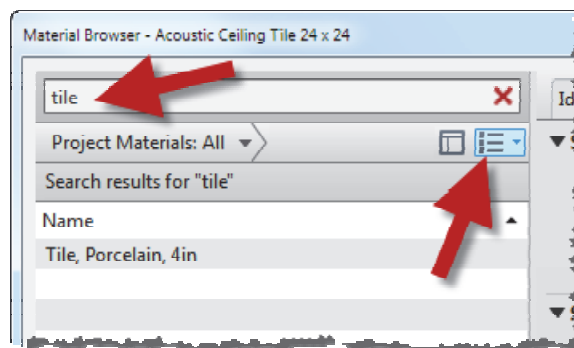 Material Browser - Acoustic Ceiling Tile 24 x 24
tile
Id
Project Materials: All
Search results for "tile"
Name
Tile, Porcelain, 4in